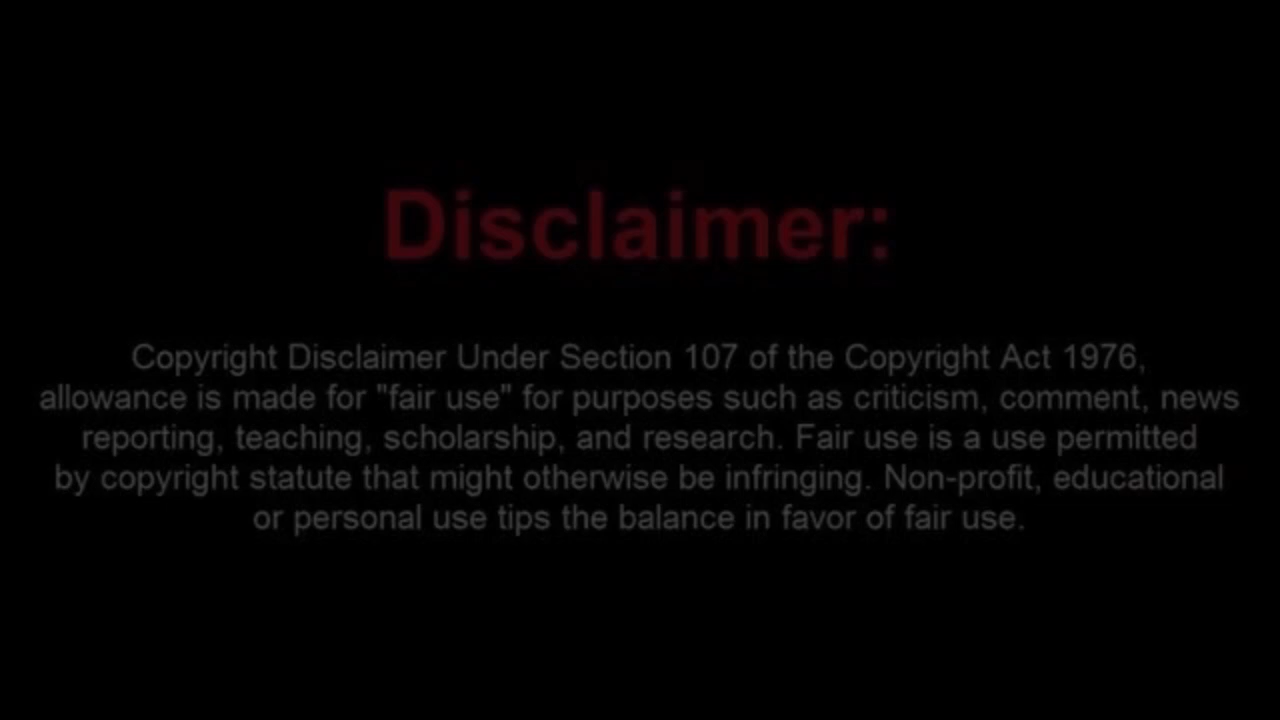 Disclaimer:
Copyright Disclaimer Under Section 107 of the Copyright Act 1976,
allowance is made for "fair use" for purposes such as criticism, comment, news
reporting, teaching, scholarship, and research. Fair use is a use permitted
by copyright statute that might otherwise be infringing. Non-profit, educational
or personal use tips the balance in favor of fair use.